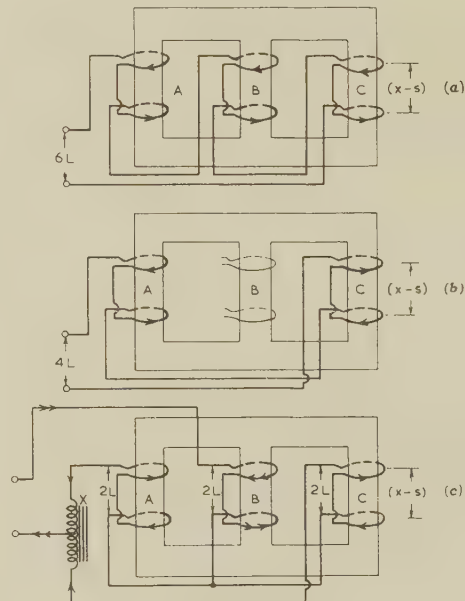 A B C (x-s) (a)
6L
A B C (x-s) (b)
4L
X 2L A 2L B 2L C (x-s) (c)